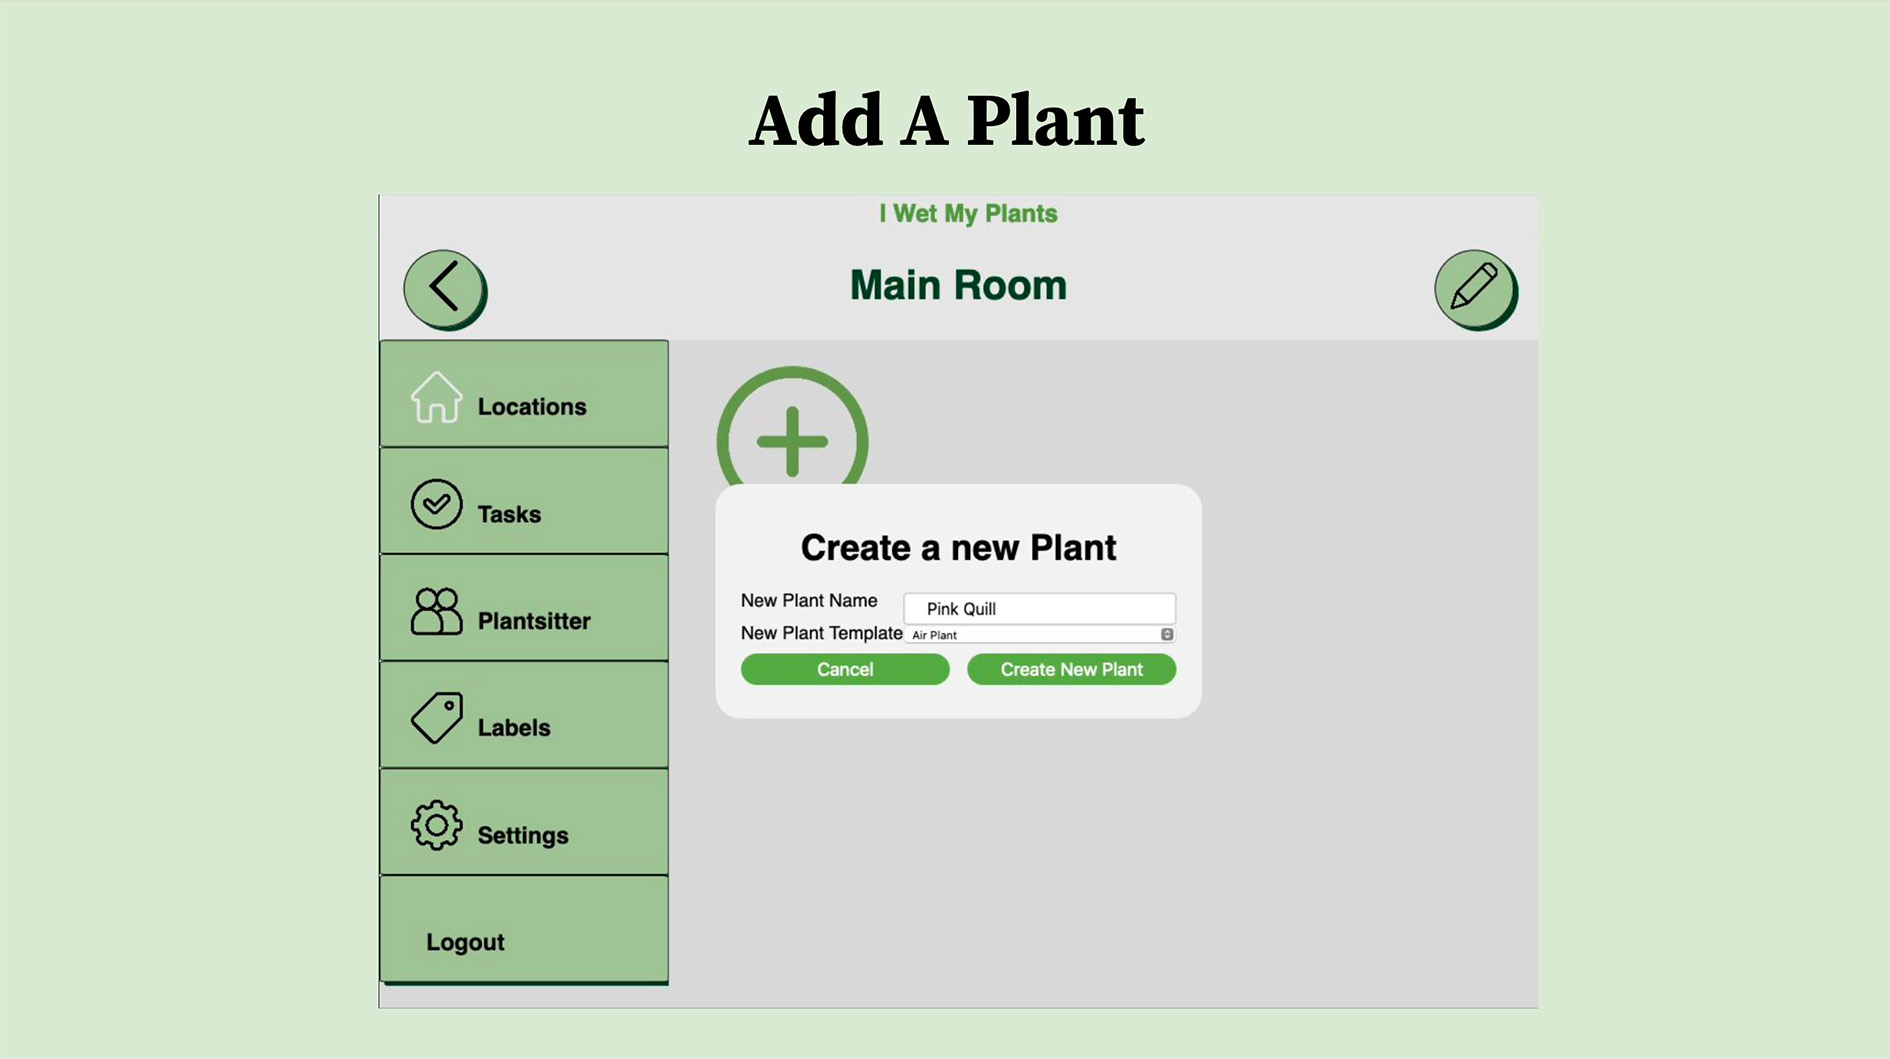 Add A Plant
I Wet My Plants
Main Room
Locations
Tasks
Plantsitter
Labels
Settings
Logout
Create a new Plant
New Plant Name Pink Quill
New Plant Template Air Plant
Cancel Create New Plant